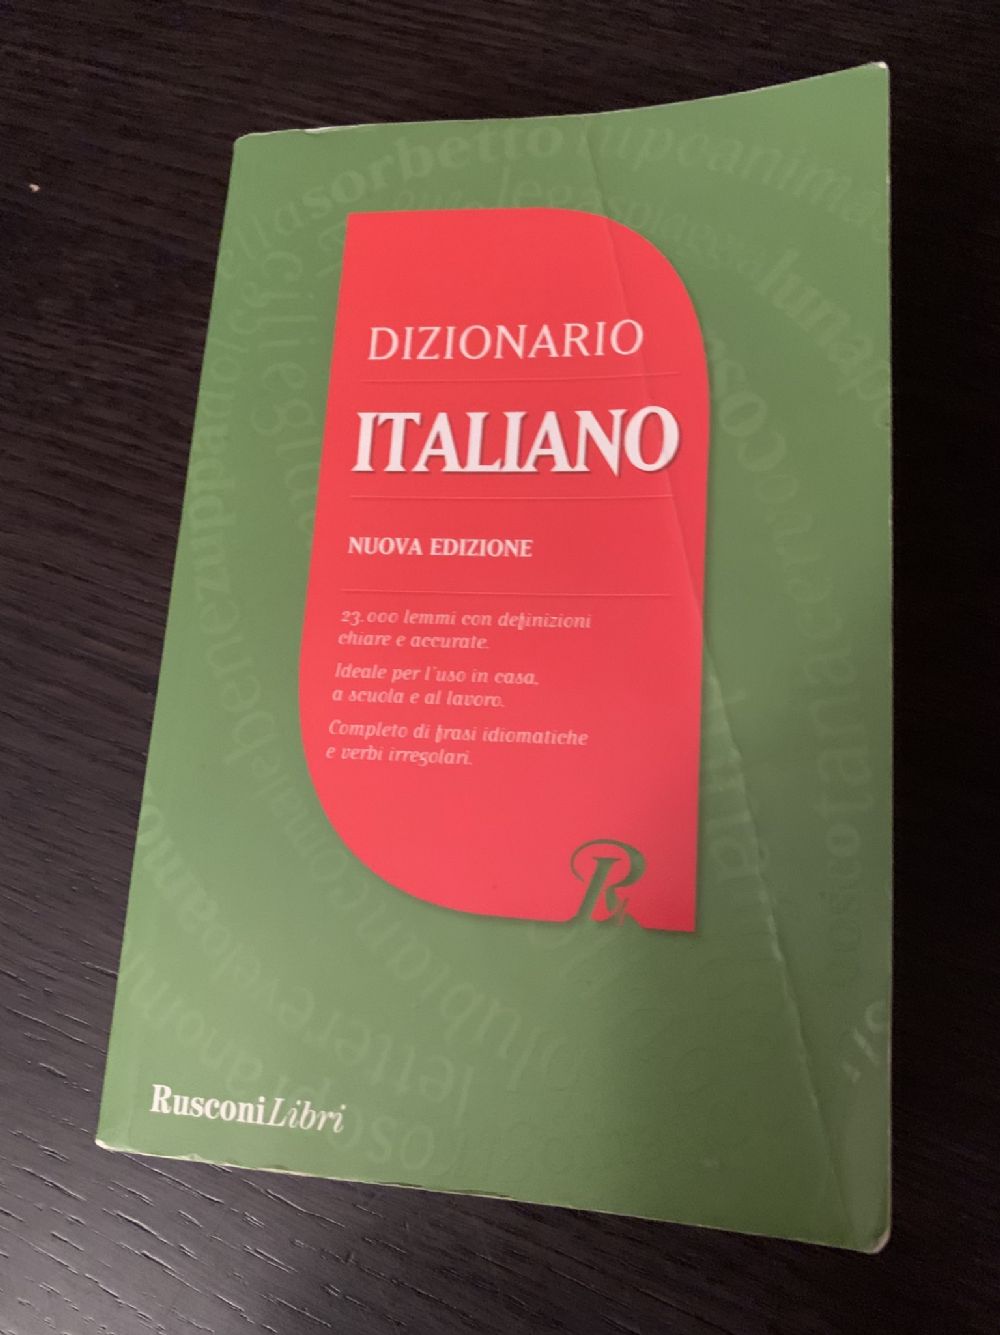 DIZIONARIO
ITALIANO
NUOVA EDIZIONE
23.000 lemmi con definizioni
chiare e accurate.
Ideale per l'uso in casa,
a scuola e al lavoro.
Completo di frasi idiomatiche
e verbi irregolari.
R
RusconiLibri
sorbetto